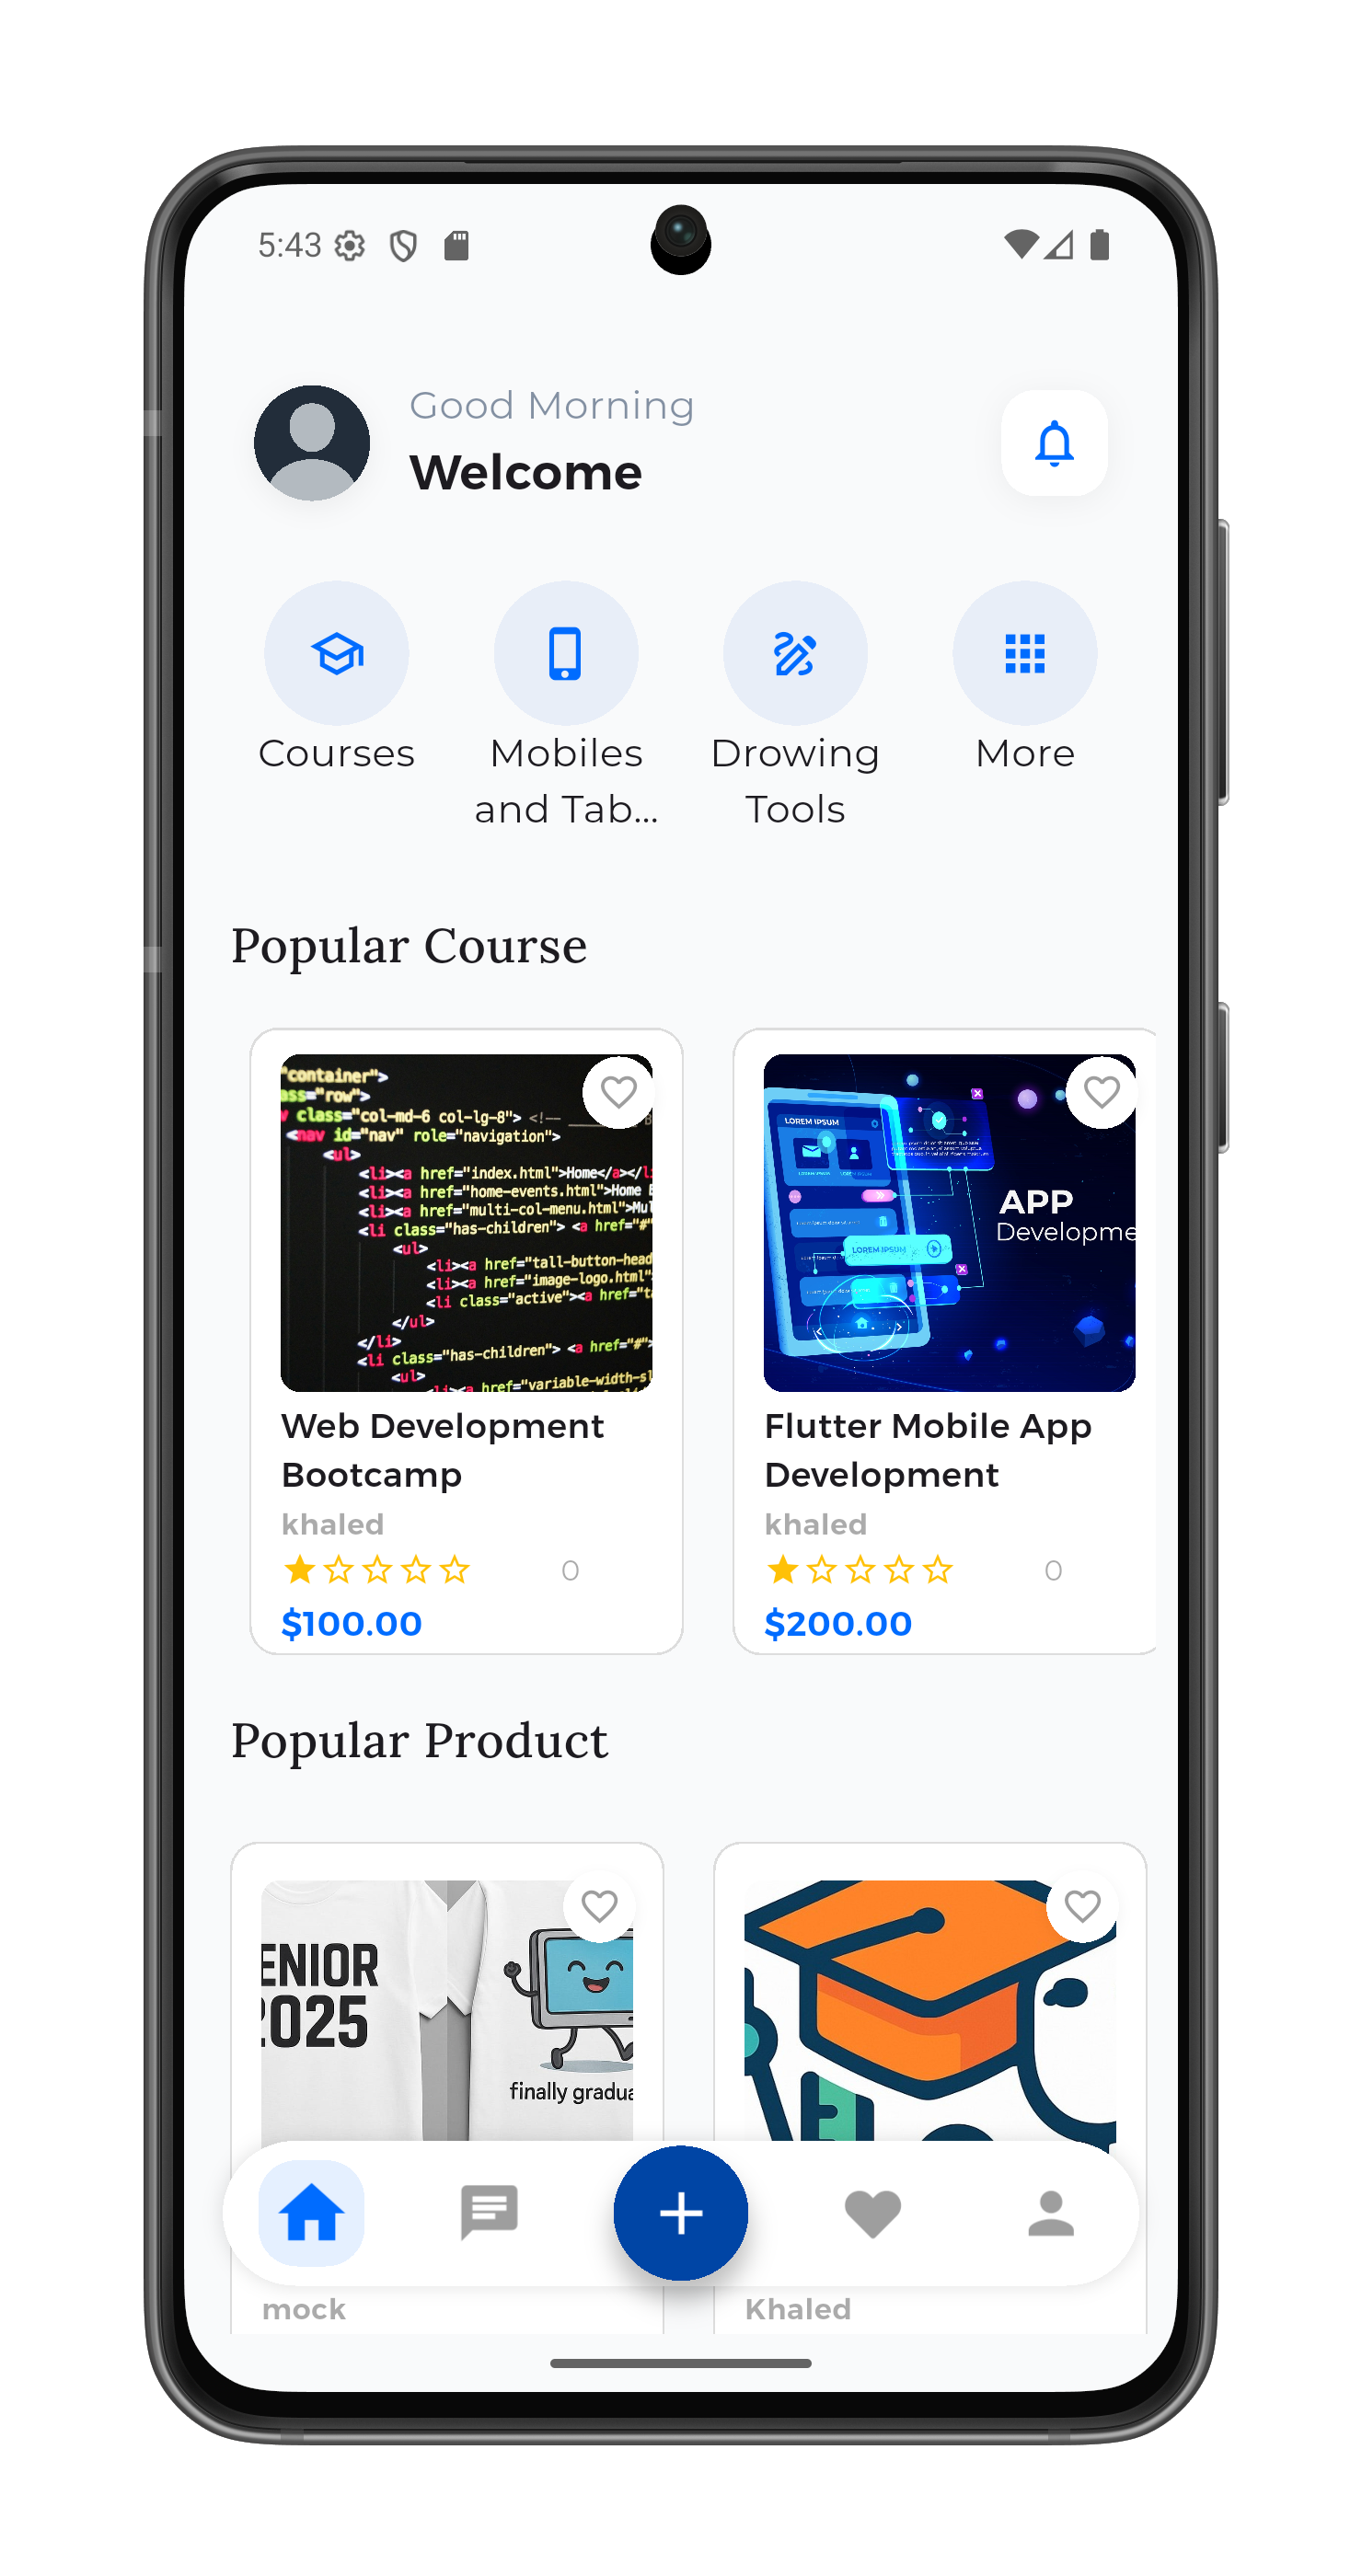 5:43
Good Morning
Welcome
Courses
Mobiles
and Tab...
Drowing
Tools
More
Popular Course
"container">
ass="row">
class="col-md-6 col-lg-8"> <!--
<nav id="nav" role="navigation">
<ul>
<li><a href="index.html">Home</a></li
<li><a href="home-events.html">Home
<li><a href="multi-col-menu.html">Mul
<li class="has-children"> <a href="#"
<ul>
<li><a href="tall-button-head
<li><a href="image-logo.html"
<li class="active"><a href="ta
</ul>
</li>
<li class="has-children"> <a href="#">
<ul>
<li><a href="variable-width-sl
LOREM IPSUM
LOREM IPSUM
APP
Developme
Web Development
Bootcamp
khaled
0
$100.00
Flutter Mobile App
Development
khaled
0
$200.00
Popular Product
ENIOR
2025
finally gradua
mock
Khaled